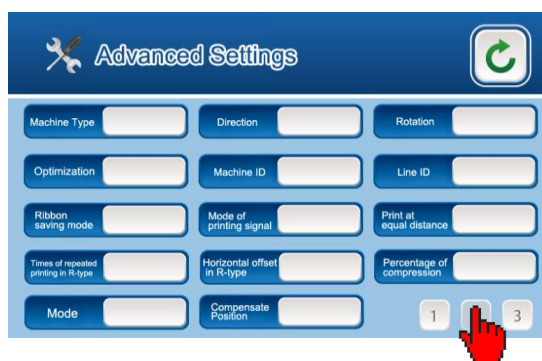 Advanced Settings
Machine Type
Direction
Rotation
Optimization
Machine ID
Line ID
Ribbon
saving mode
Mode of
printing signal
Print at
equal distance
Times of repeated
printing in R-type
Horizontal offset
in R-type
Percentage of
compression
Mode
Compensate
Position
1
3